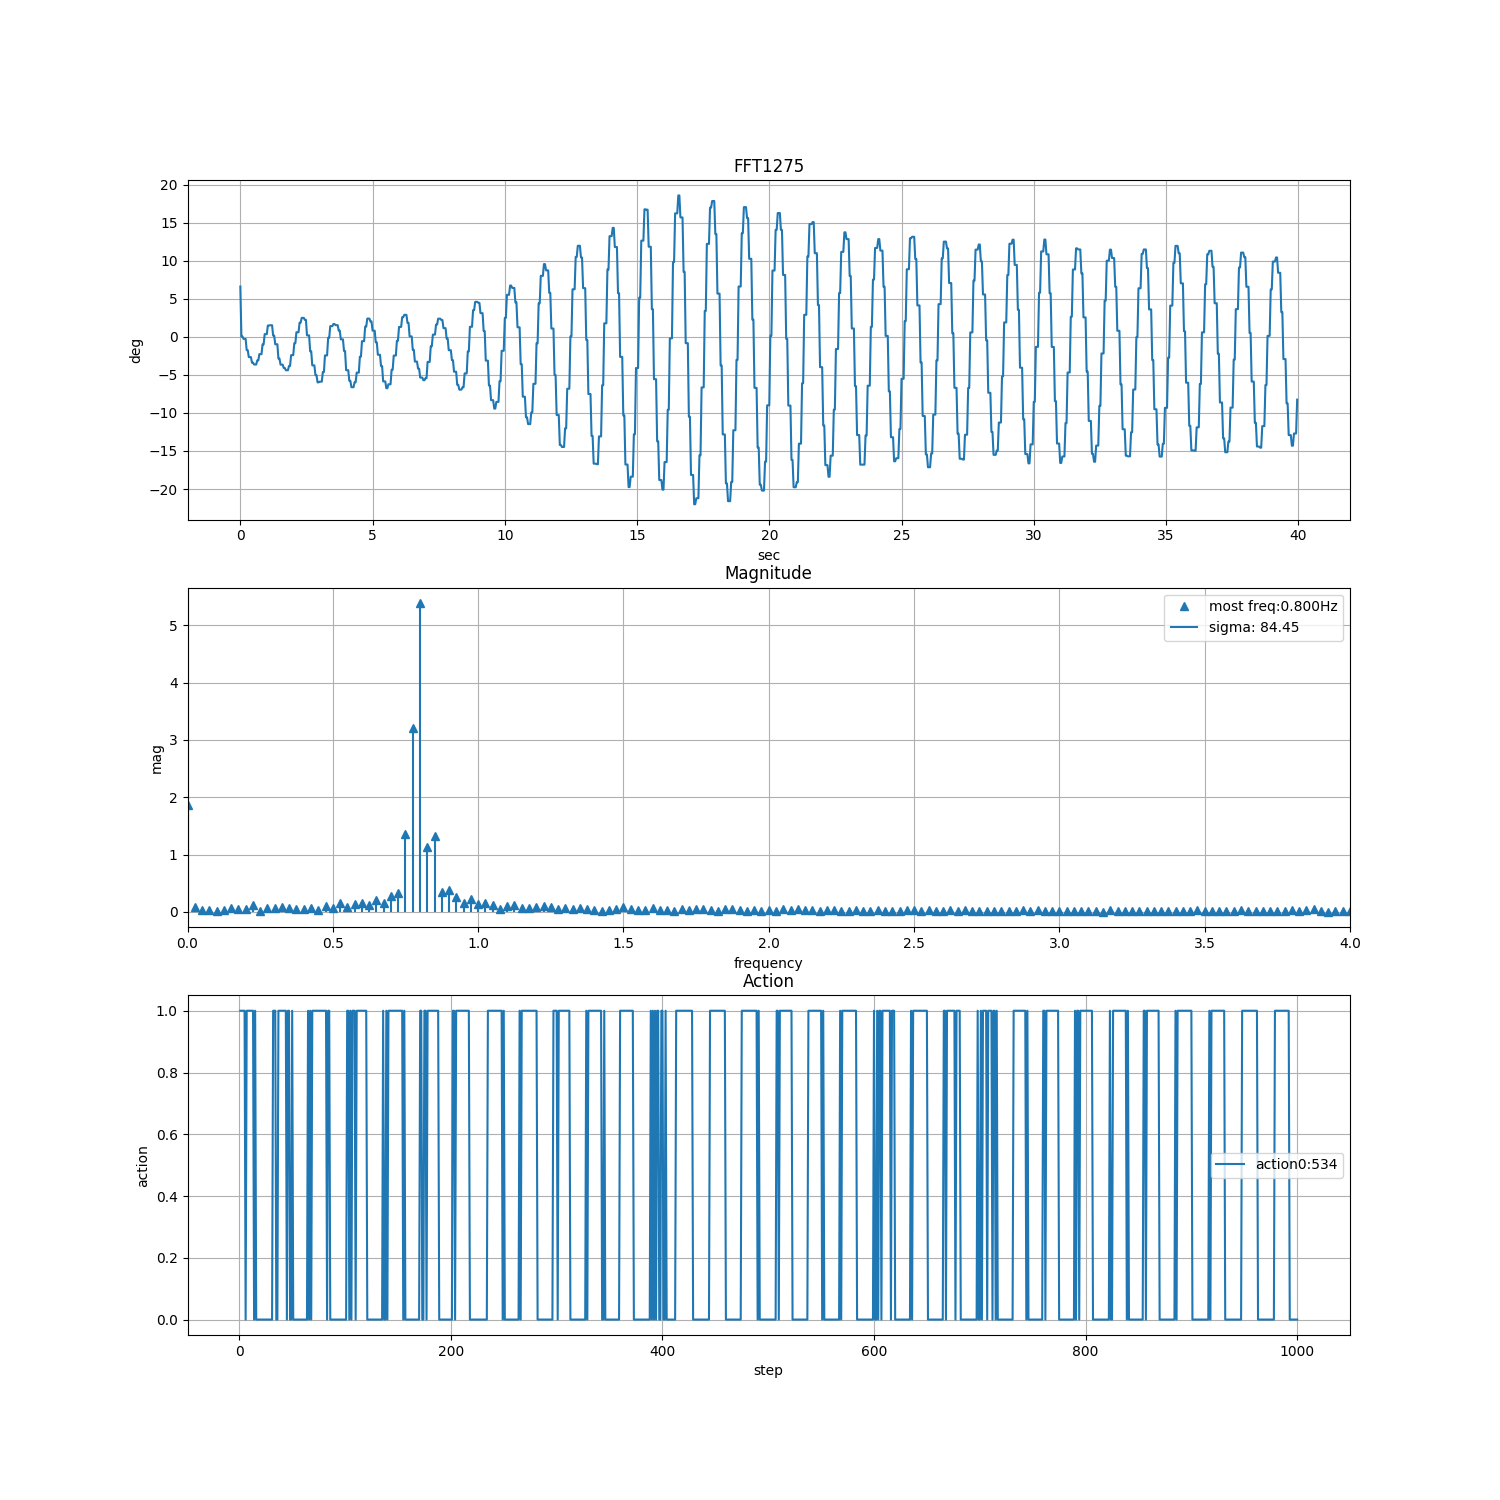 FFT1275
20
15
10
5
0
−5
−10
−15
−20
deg
0 5 10 15 20 25 30 35 40
sec
Magnitude
most freq:0.800Hz
sigma: 84.45
5
4
3
2
1
0
mag
0.0 0.5 1.0 1.5 2.0 2.5 3.0 3.5 4.0
frequency
Action
1.0
0.8
0.6
0.4
0.2
0.0
action
action0:534
0 200 400 600 800 1000
step